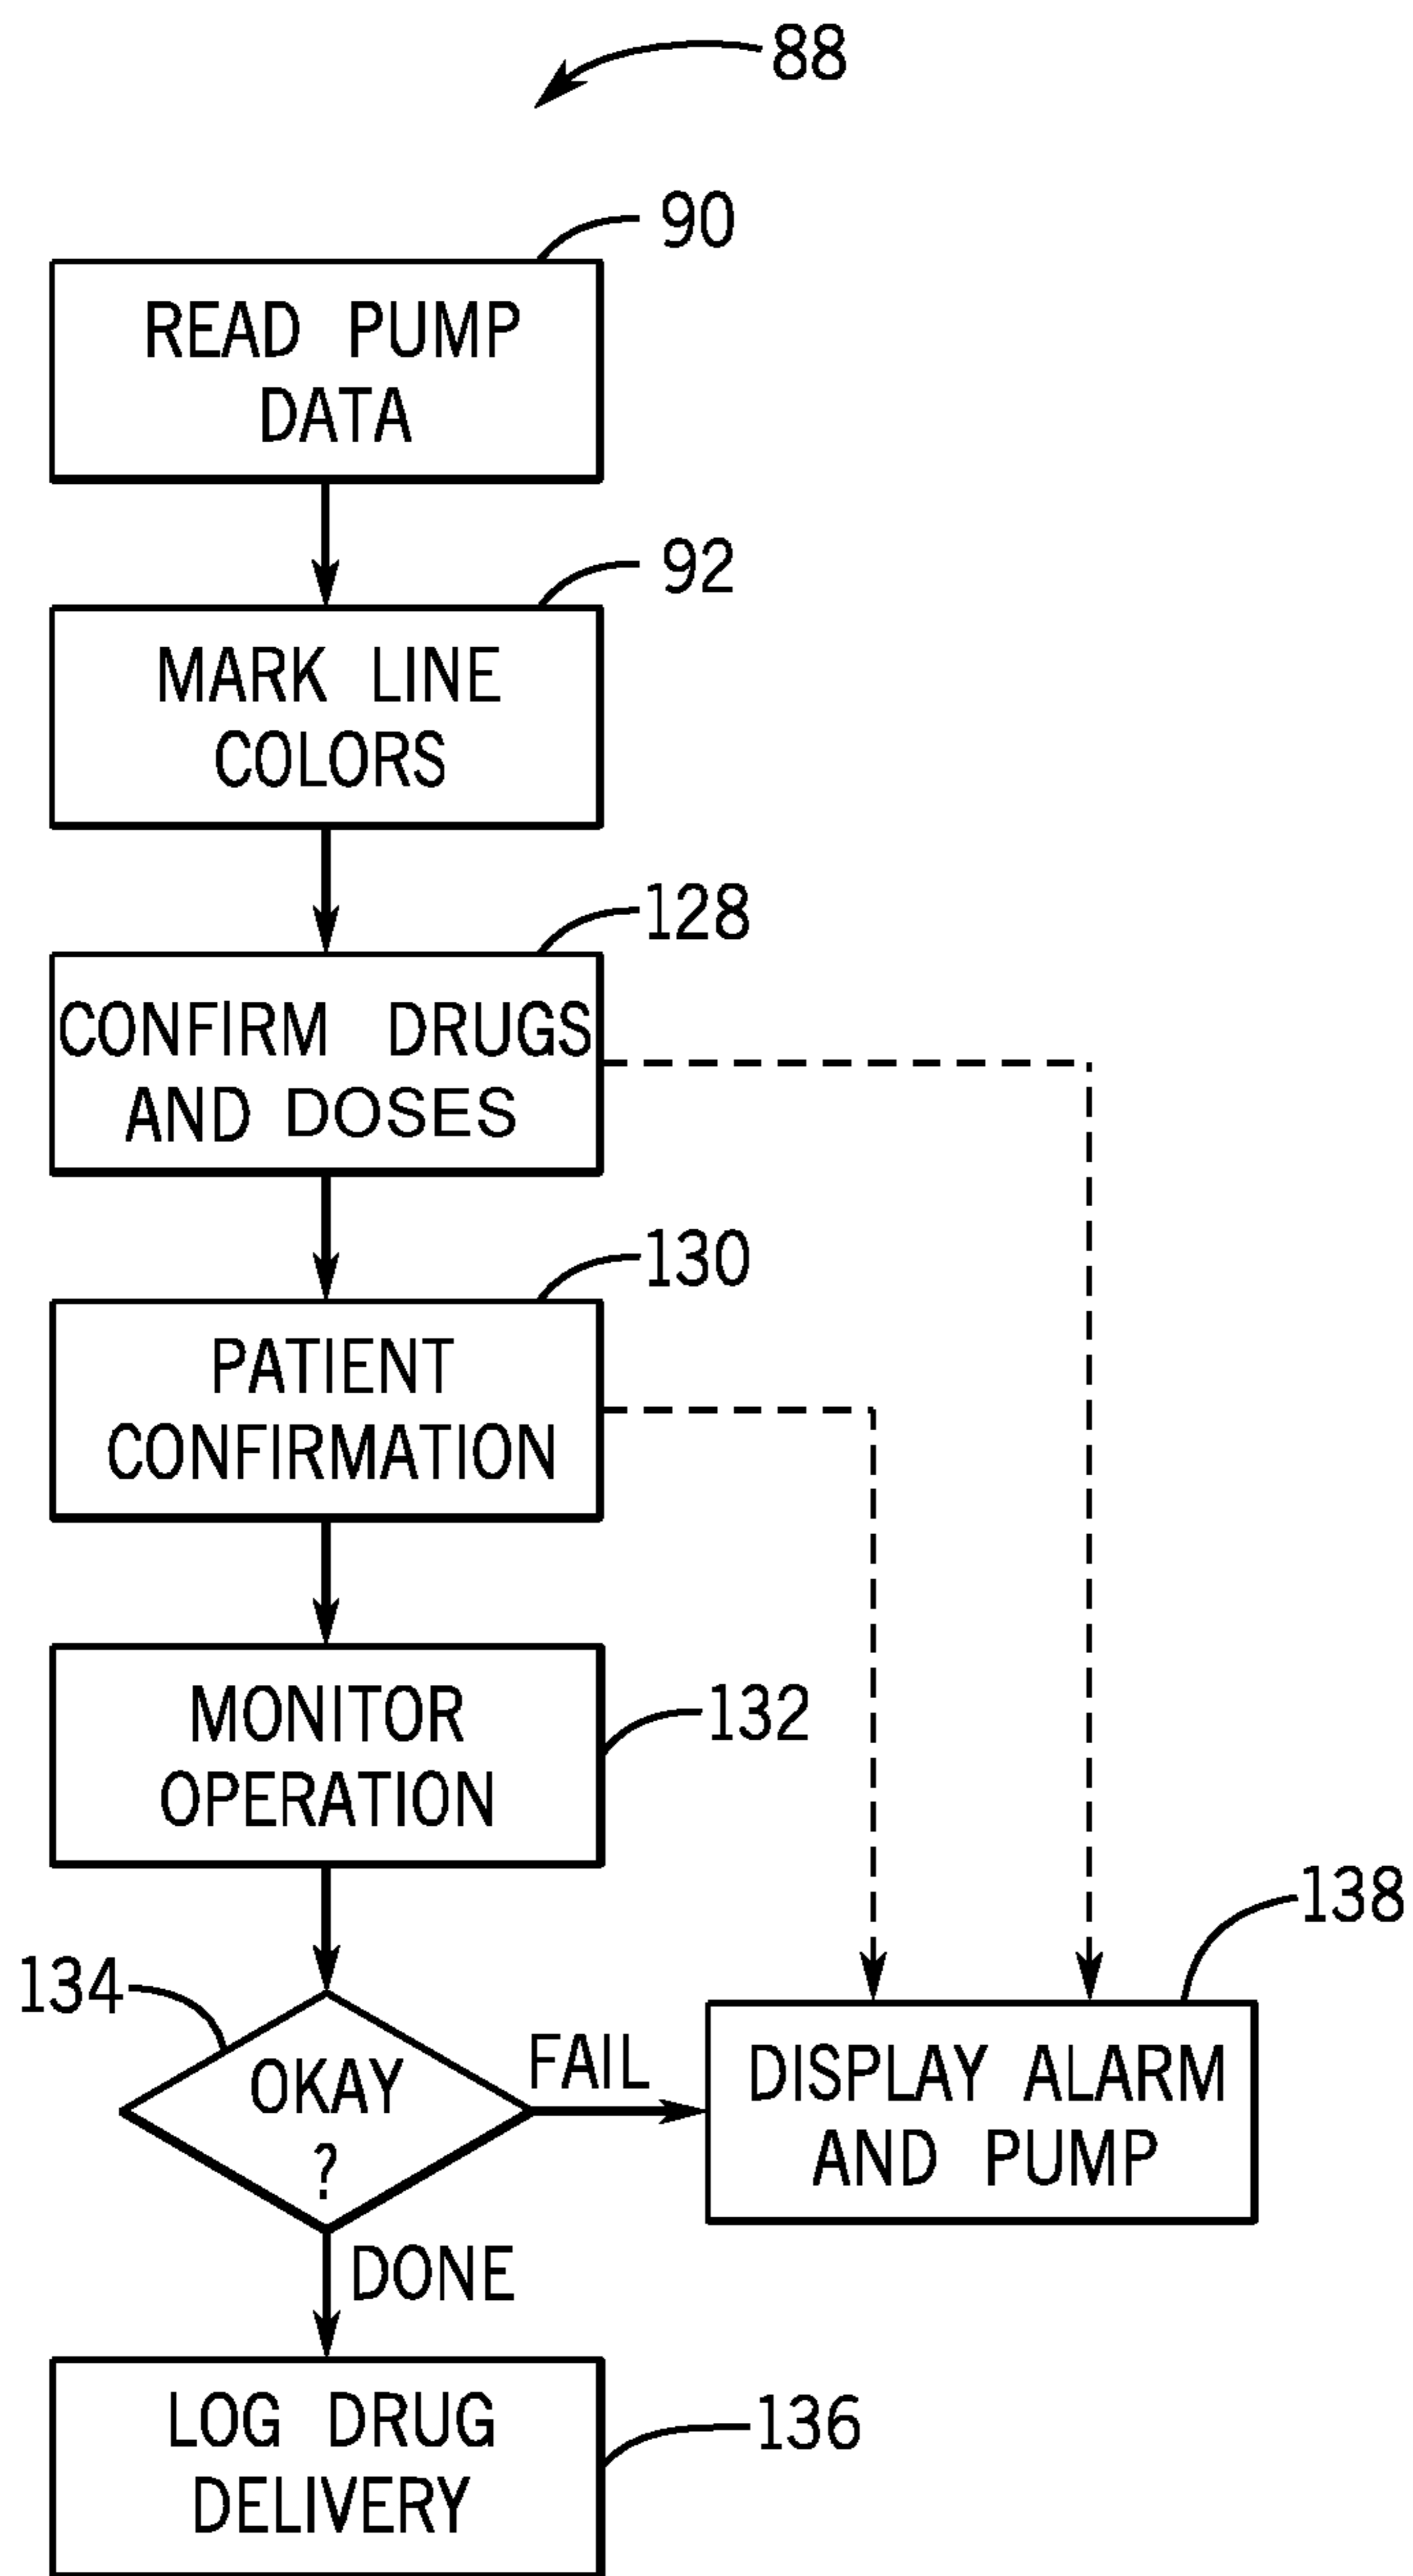 88
90
READ PUMP
DATA
92
MARK LINE
COLORS
128
CONFIRM DRUGS
AND DOSES
130
PATIENT
CONFIRMATION
MONITOR
OPERATION
132
138
134
OKAY
?
FAIL
DISPLAY ALARM
AND PUMP
DONE
LOG DRUG
DELIVERY
136